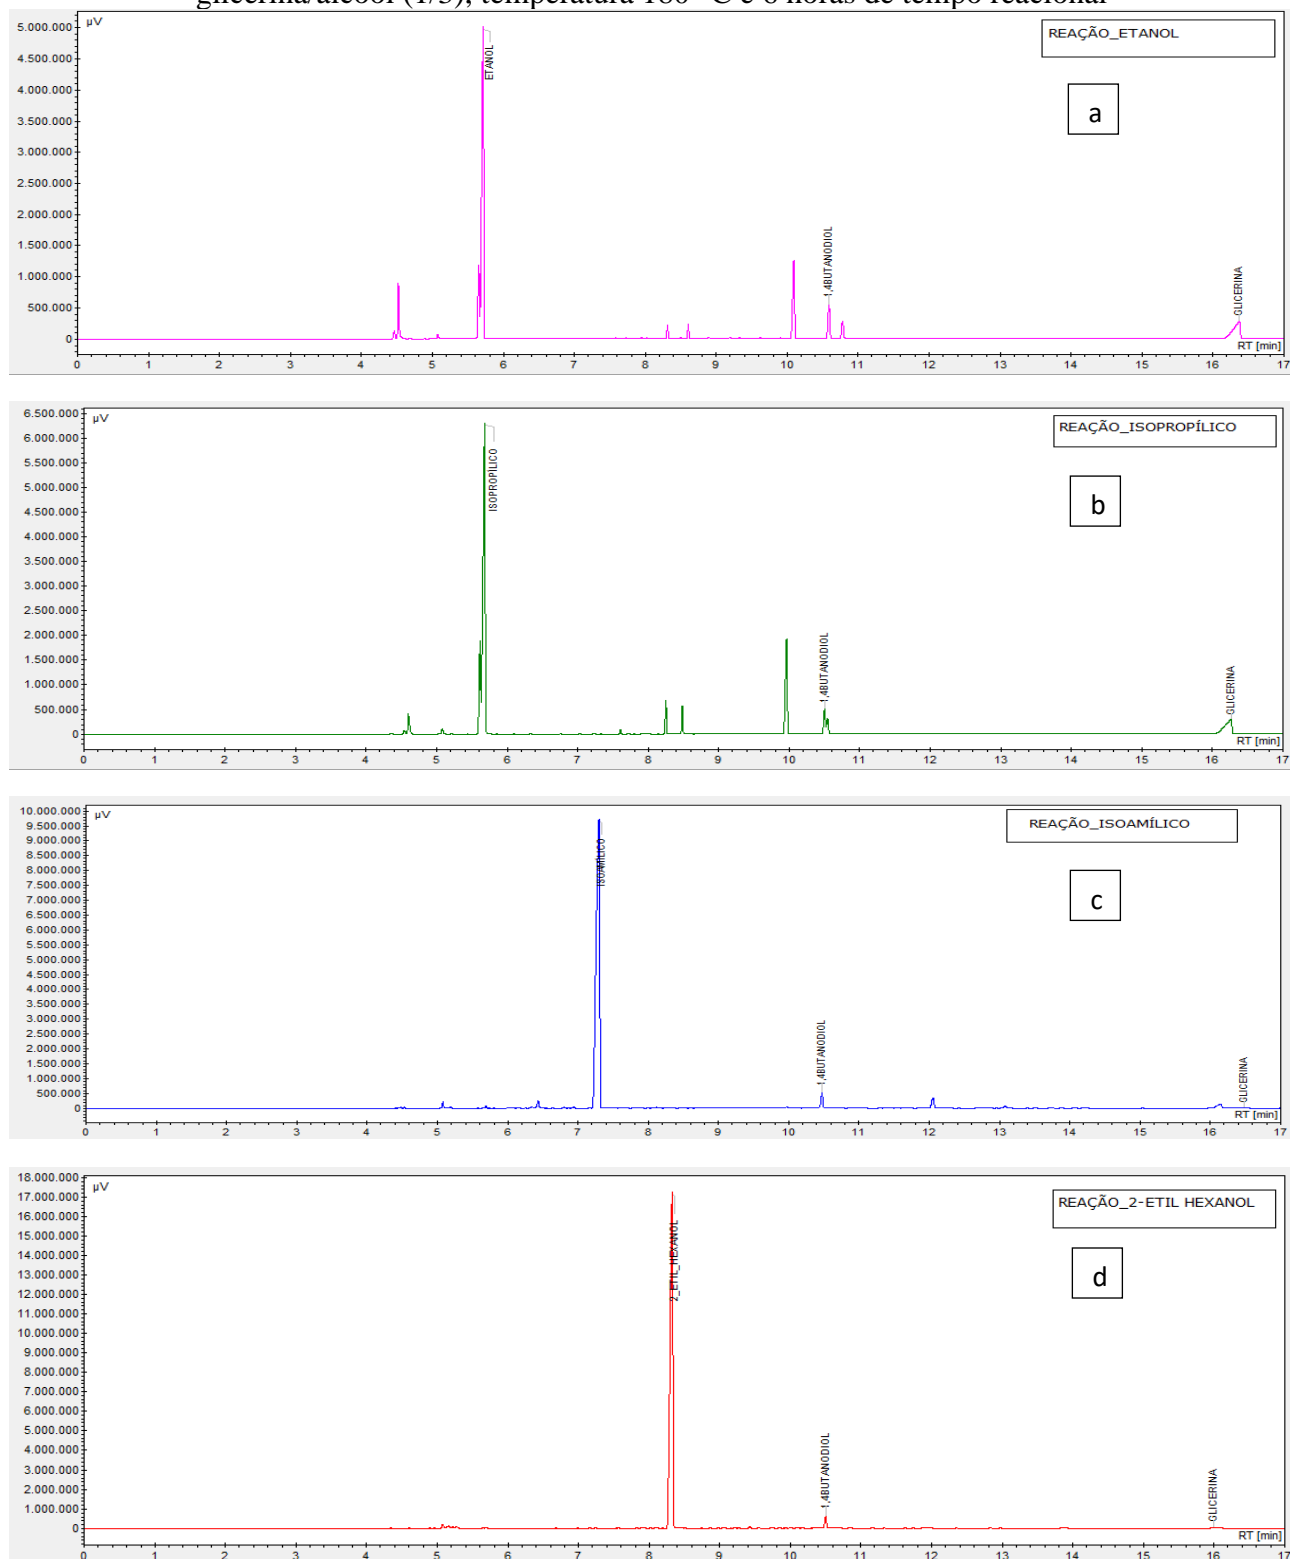 glicerina/álcool (1/3), temperatura 180 °C e 6 horas de tempo reacional
µV
REAÇÃO_ETANOL
a
5.000.000
4.500.000
4.000.000
3.500.000
3.000.000
2.500.000
2.000.000
1.500.000
1.000.000
500.000
0
ETANOL
1,4BUTANODIOL
GLICERINA
RT [min]
0 1 2 3 4 5 6 7 8 9 10 11 12 13 14 15 16 17
µV
REAÇÃO_ISOPROPÍLICO
b
6.500.000
6.000.000
5.500.000
5.000.000
4.500.000
4.000.000
3.500.000
3.000.000
2.500.000
2.000.000
1.500.000
1.000.000
500.000
0
ISOPROPÍLICO
1,4BUTANODIOL
GLICERINA
RT [min]
0 1 2 3 4 5 6 7 8 9 10 11 12 13 14 15 16 17
µV
REAÇÃO_ISOAMÍLICO
c
10.000.000
9.500.000
9.000.000
8.500.000
8.000.000
7.500.000
7.000.000
6.500.000
6.000.000
5.500.000
5.000.000
4.500.000
4.000.000
3.500.000
3.000.000
2.500.000
2.000.000
1.500.000
1.000.000
500.000
0
ISOAMÍLICO
1,4BUTANODIOL
GLICERINA
RT [min]
0 1 2 3 4 5 6 7 8 9 10 11 12 13 14 15 16 17
µV
REAÇÃO_2-ETIL HEXANOL
d
18.000.000
17.000.000
16.000.000
15.000.000
14.000.000
13.000.000
12.000.000
11.000.000
10.000.000
9.000.000
8.000.000
7.000.000
6.000.000
5.000.000
4.000.000
3.000.000
2.000.000
1.000.000
0
2_ETIL_HEXANOL
1,4BUTANODIOL
GLICERINA
RT [min]
0 1 2 3 4 5 6 7 8 9 10 11 12 13 14 15 16 17